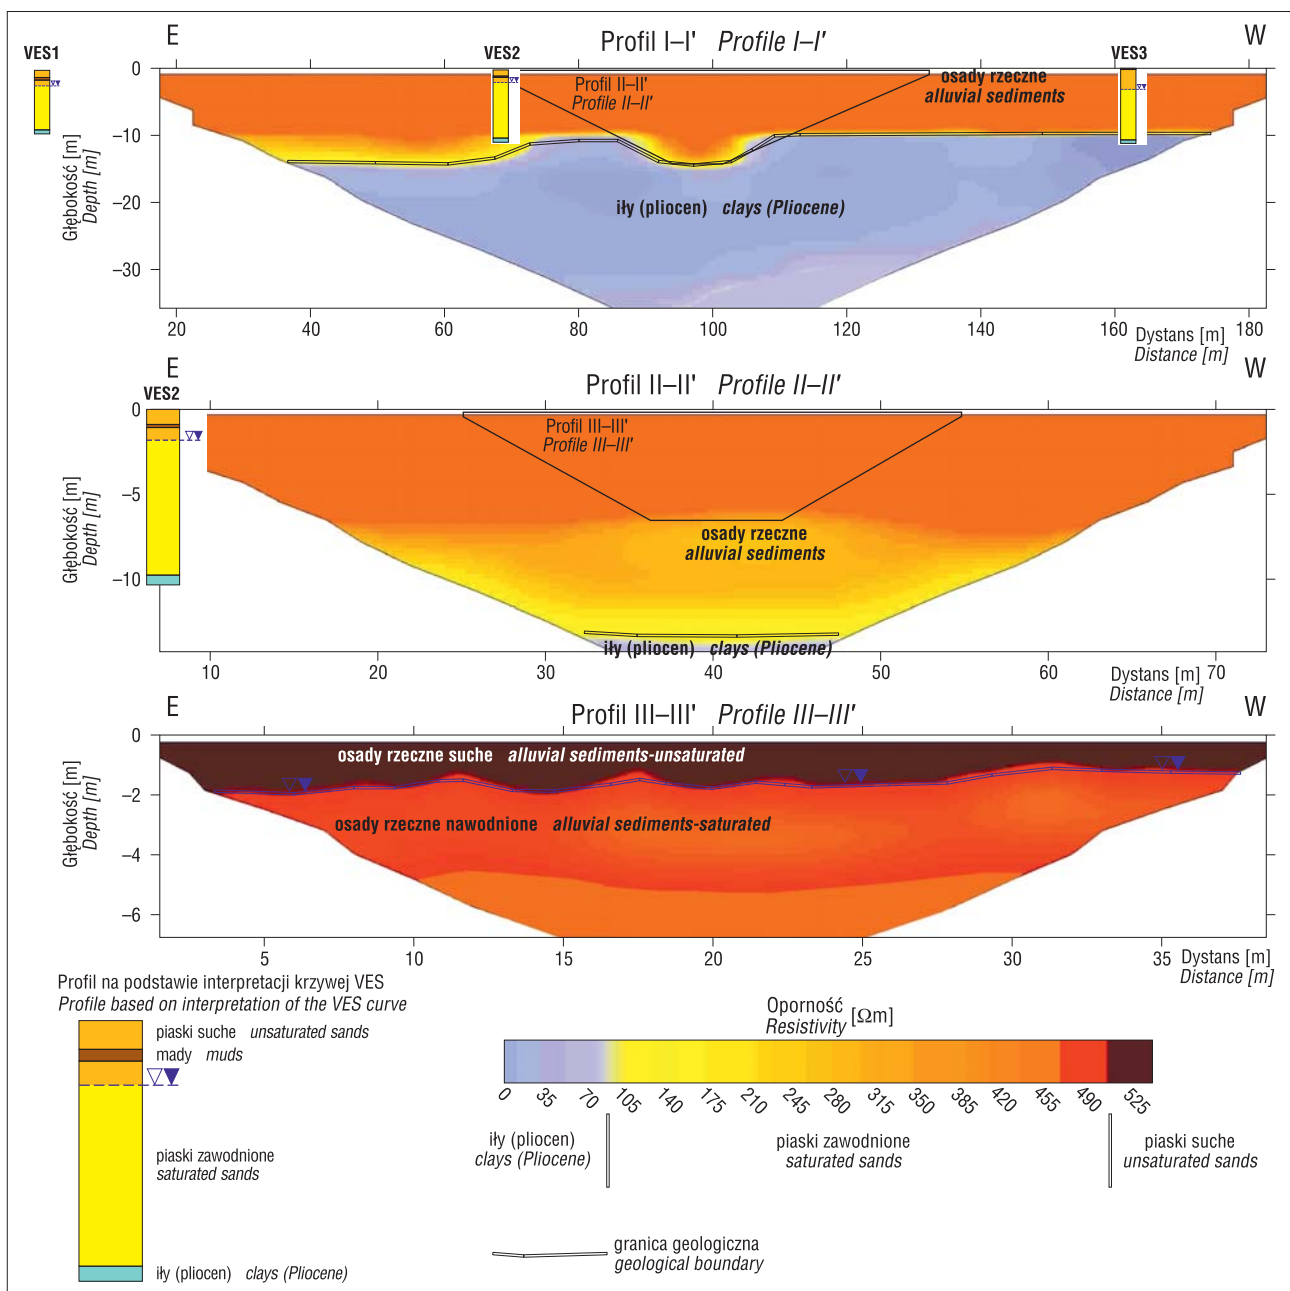 E
Profil I–I' Profile I–I'
W
VES1
VES2
VES3
0
–10
–20
–30
Głębokość [m]
Depth [m]
Profil II–II'
Profile II–II'
osady rzeczne
alluvial sediments
iły (pliocen) clays (Pliocene)
20 40 60 80 100 120 140 160 180
Dystans [m]
Distance [m]
E
Profil II–II' Profile II–II'
W
VES2
0
–5
–10
Głębokość [m]
Depth [m]
Profil III–III'
Profile III–III'
osady rzeczne
alluvial sediments
iły (pliocen) clays (Pliocene)
10 20 30 40 50 60 70
Dystans [m]
Distance [m]
E
Profil III–III' Profile III–III'
W
0
–2
–4
–6
Głębokość [m]
Depth [m]
osady rzeczne suche alluvial sediments-unsaturated
osady rzeczne nawodnione alluvial sediments-saturated
5 10 15 20 25 30 35
Dystans [m]
Distance [m]
Profil na podstawie interpretacji krzywej VES
Profile based on interpretation of the VES curve
piaski suche unsaturated sands
mady muds
piaski zawodnione
saturated sands
iły (pliocen) clays (Pliocene)
Oporność
Resistivity [Ωm]
0 35 70 105 140 175 210 245 280 315 350 385 420 455 490 525
iły (pliocen)
clays (Pliocene)
piaski zawodnione
saturated sands
piaski suche
unsaturated sands
granica geologiczna
geological boundary